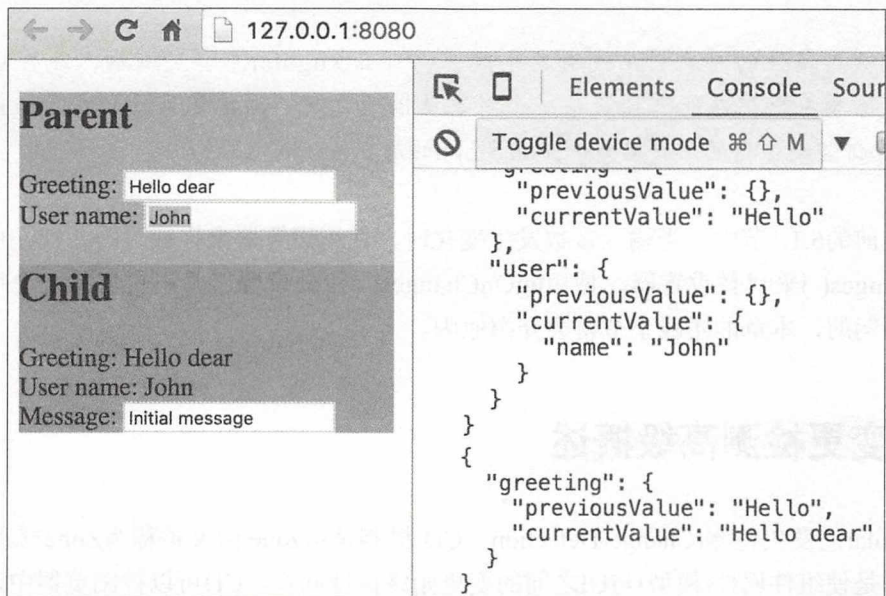 127.0.0.1:8080
Parent
Greeting: Hello dear
User name: John
Child
Greeting: Hello dear
User name: John
Message: Initial message
Elements Console Sour
Toggle device mode ⌘ ⇧ M ▼
"previousValue": {},
"currentValue": "Hello"
},
"user": {
"previousValue": {},
"currentValue": {
"name": "John"
}
}
}
{
"greeting": {
"previousValue": "Hello",
"currentValue": "Hello dear"
}
}